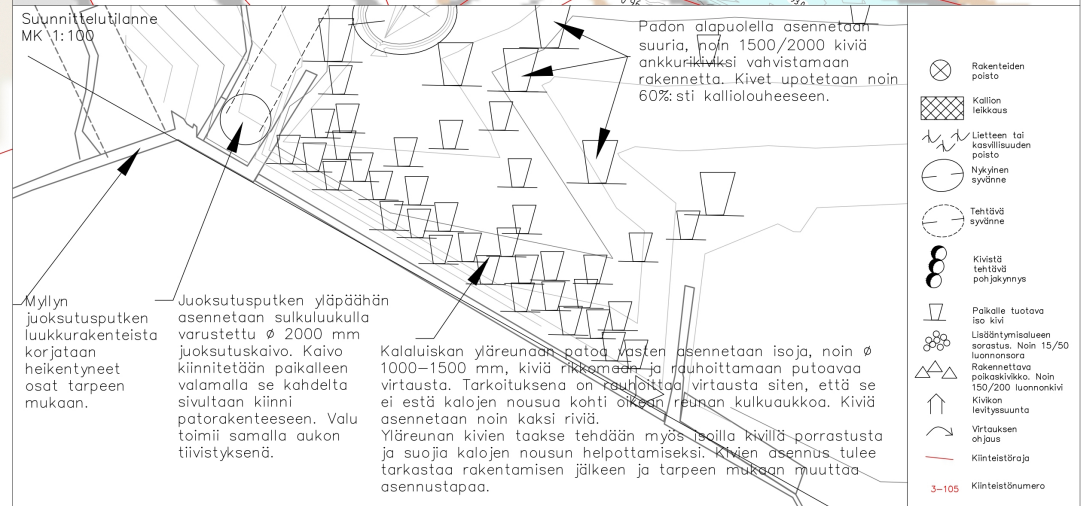 Suunnittelutilanne
MK 1:100
Padon alapuolella asennetaan
suuria, noin 1500/2000 kiviä
ankkurikiviksi vahvistamaan
rakennetta. Kivet upotetaan noin
60%:sti kalliolouheeseen.
Myllyn
juoksutusputken
luukkurakenteista
korjataan
heikentyneet
osat tarpeen
mukaan.
Juoksutusputken yläpäähän
asennetaan sulkuluukulla
varustettu Ø 2000 mm
juoksutuskaivo. Kaivo
kiinnitetään paikalleen
valamalla se kahdelta
sivultaan kiinni
patorakenteeseen. Valu
toimii samalla aukon
tiivistyksenä.
Kalaluiskan yläreunaan patoa vasten asennetaan isoja, noin Ø
1000-1500 mm, kiviä rikkomaan ja rauhoittamaan putoavaa
virtausta. Tarkoituksena on rauhoittaa virtausta siten, että se
ei estä kalojen nousua kohti oikean reunan kulkuaukkoa. Kiviä
asennetaan noin kaksi riviä.
Yläreunan kivien taakse tehdään myös isoilla kivillä porrastusta
ja suojia kalojen nousun helpottamiseksi. Kivien asennus tulee
tarkastaa rakentamisen jälkeen ja tarpeen mukaan muuttaa
asennustapaa.
Rakenteiden
poisto
Kallion
leikkaus
Lietteen tai
kasvillisuuden
poisto
Nykyinen
syvänne
Tehtävä
syvänne
Kivistä
tehtävä
pohjakynnys
Paikalle tuotava
iso kivi
Lisääntymisalueen
sorastus. Noin 15/50
luonnonsora
Rakennettava
poikaskivikko. Noin
150/200 luonnonkivi
Kivikon
levityssuunta
Virtauksen
ohjaus
Kiinteistöraja
3-105 Kiinteistönumero